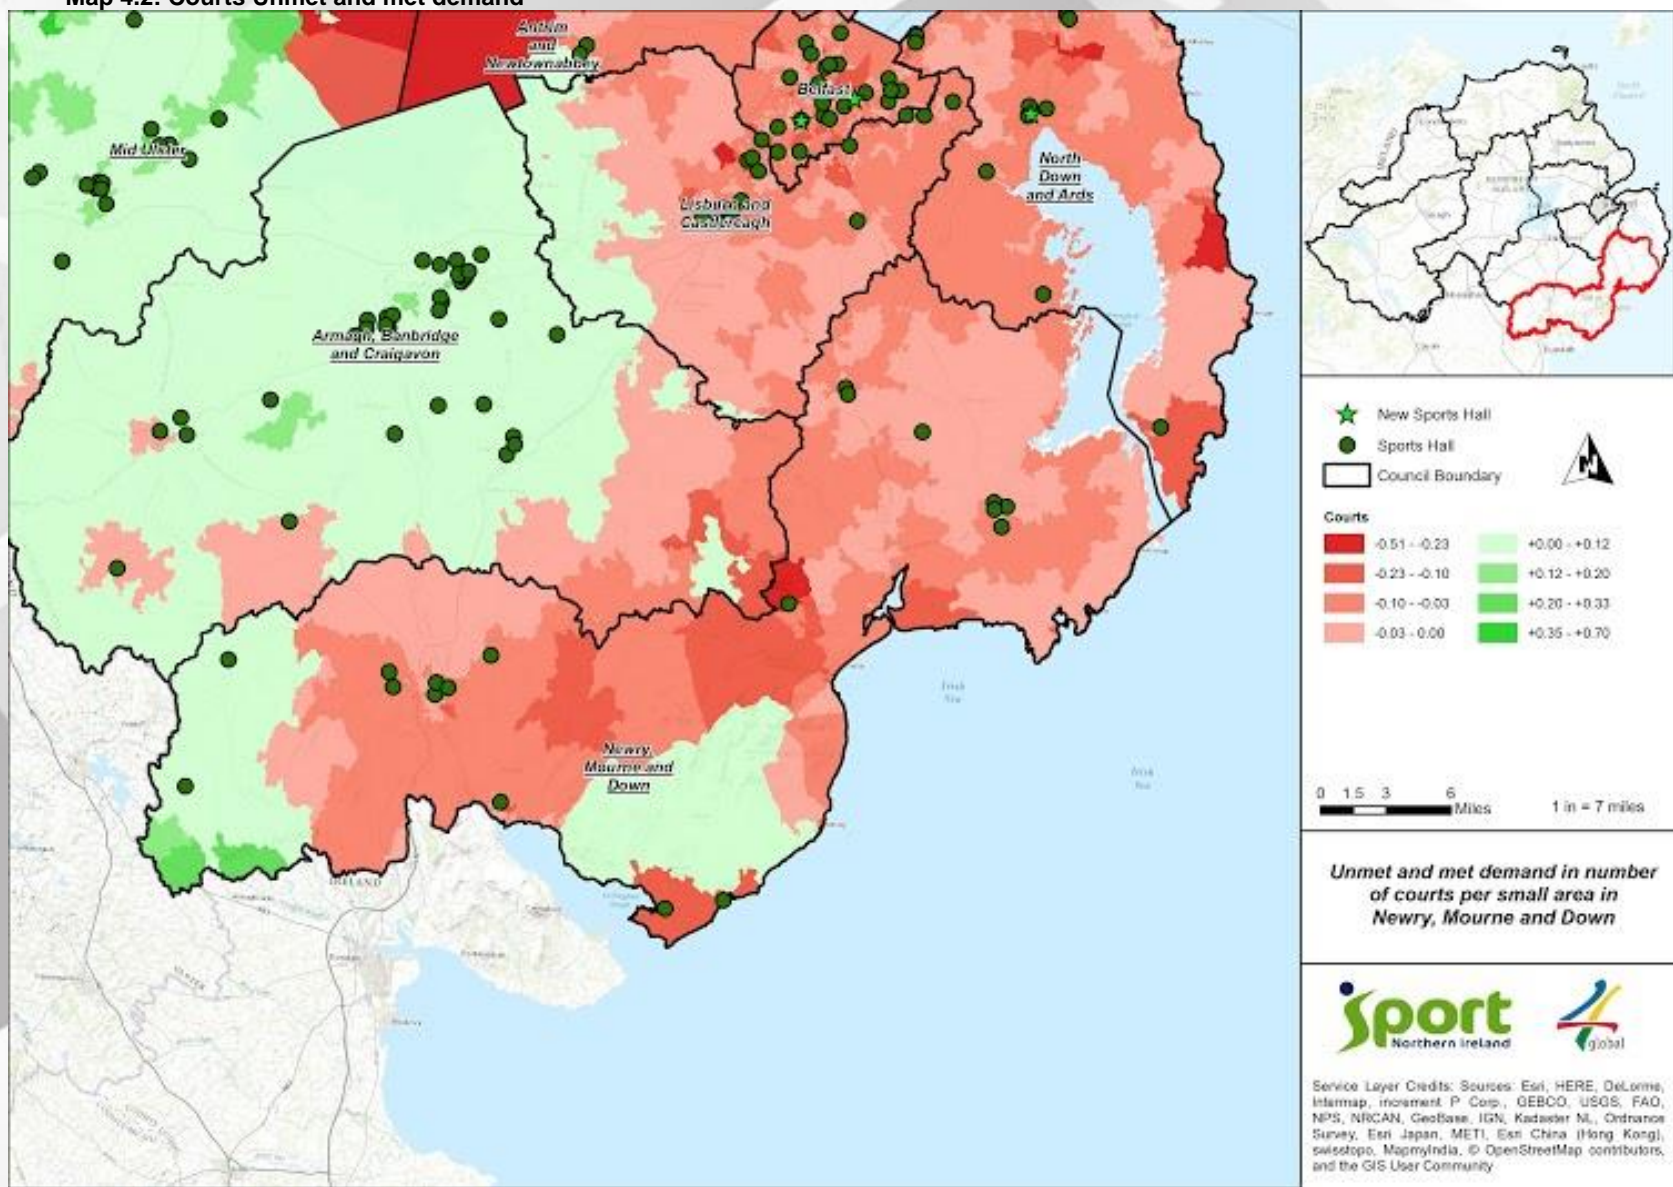 Map 4.2: Courts Unmet and met demand
Antrim
and
Newtownabbey
Belfast
Mid Ulster
North
Down
and Ards
Lisburn and
Castlereagh
Armagh, Banbridge
and Craigavon
Newry,
Mourne and
Down
Irish
Sea
IRELAND
New Sports Hall
Sports Hall
Council Boundary
N
Courts
-0.51 - -0.23
+0.00 - +0.12
-0.23 - -0.10
+0.12 - +0.20
-0.10 - -0.03
+0.20 - +0.33
-0.03 - 0.00
+0.35 - +0.70
0 1.5 3 6
Miles
1 in = 7 miles
Unmet and met demand in number
of courts per small area in
Newry, Mourne and Down
Sport
Northern Ireland
4
global
Service Layer Credits: Sources: Esri, HERE, DeLorme,
Intermap, increment P Corp., GEBCO, USGS, FAO,
NPS, NRCAN, GeoBase, IGN, Kadaster NL, Ordnance
Survey, Esri Japan, METI, Esri China (Hong Kong),
swisstopo, MapmyIndia, © OpenStreetMap contributors,
and the GIS User Community